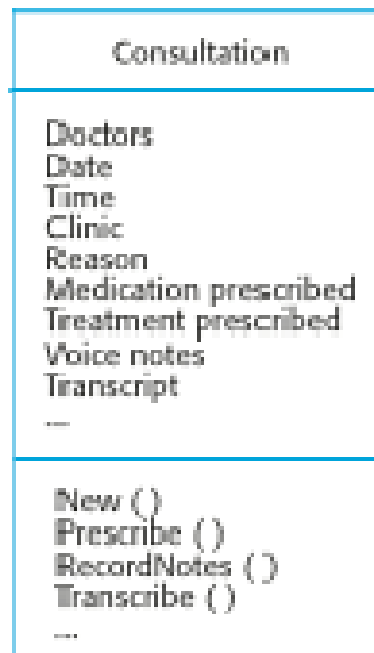 Consultation
Doctors
Date
Time
Clinic
Reason
Medication prescribed
Treatment prescribed
Voice notes
Transcript
...
New ( )
Prescribe ( )
RecordNotes ( )
Transcribe ( )
...